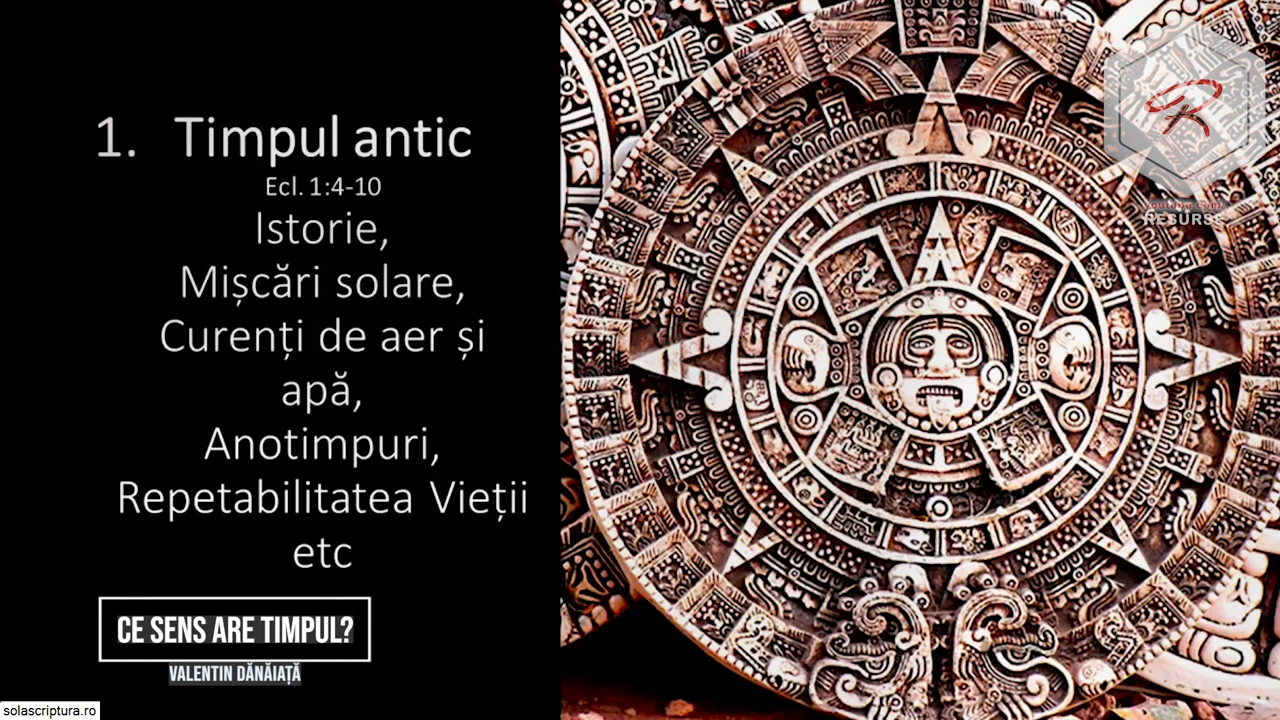 1. Timpul antic
Ecl. 1:4-10
Istorie,
Mișcări solare,
Curenți de aer și
apă,
Anotimpuri,
Repetabilitatea Vieții
etc
CE SENS ARE TIMPUL?
VALENTIN DĂNĂIAȚĂ
solascriptura.ro
RESURSE